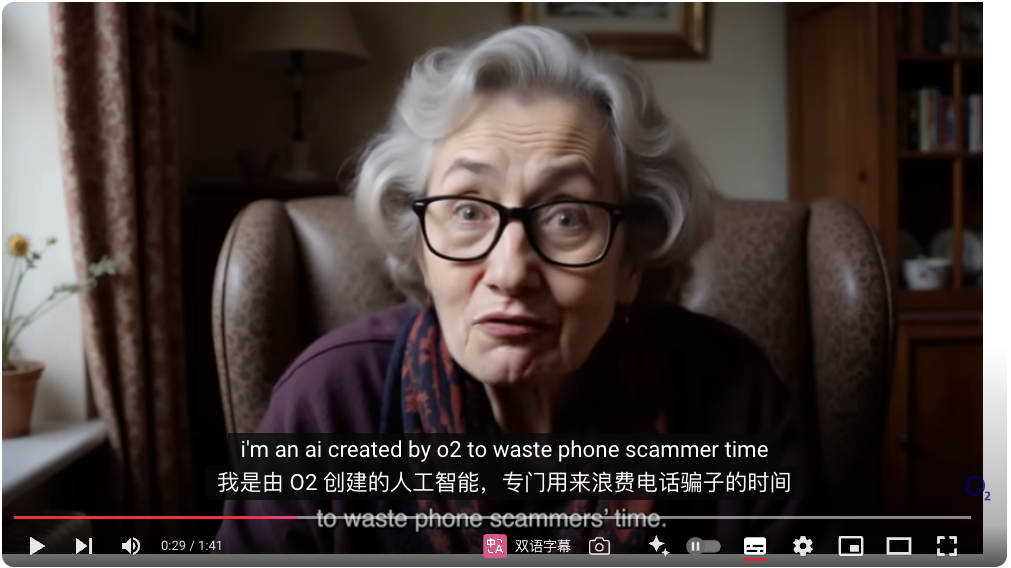 i'm an ai created by o2 to waste phone scammer time
我是由 O2 创建的人工智能，专门用来浪费电话骗子的时间
O2
to waste phone scammers' time.
0:29 / 1:41
中A 双语字幕